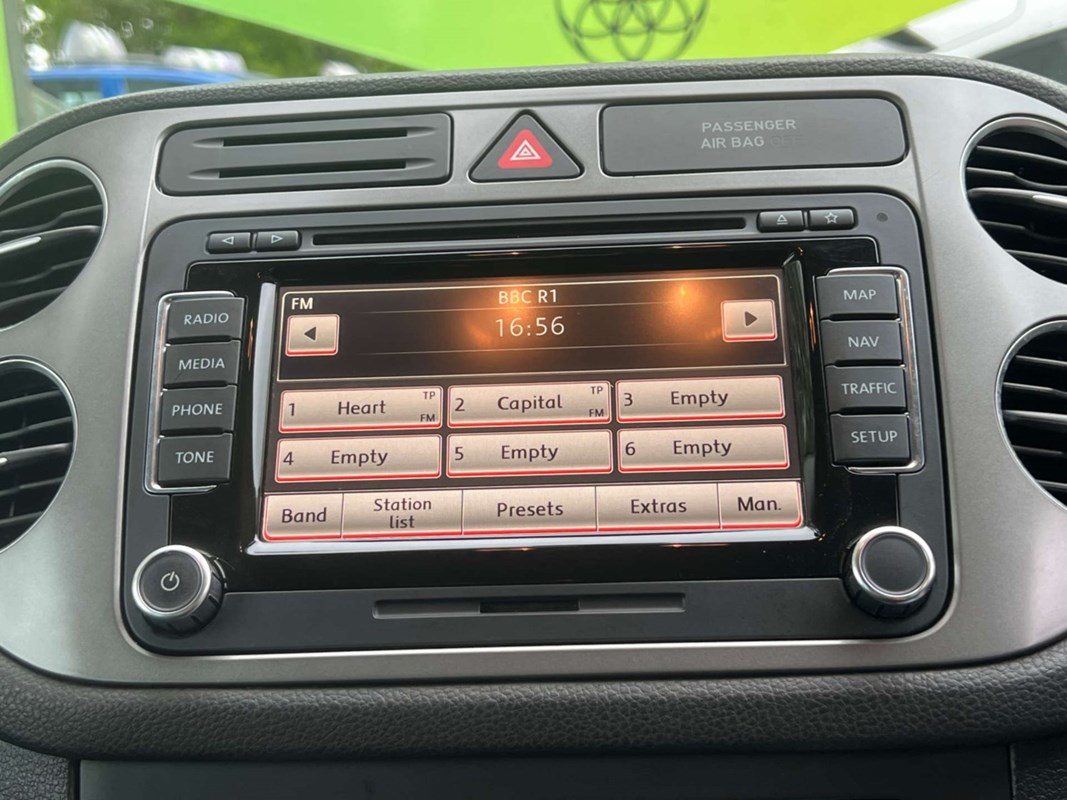 PASSENGER
AIR BAG
RADIO
MEDIA
PHONE
TONE
FM
BBC R1
16:56
1 Heart TP FM
2 Capital TP FM
3 Empty
4 Empty
5 Empty
6 Empty
Band
Station
list
Presets
Extras
Man.
MAP
NAV
TRAFFIC
SETUP